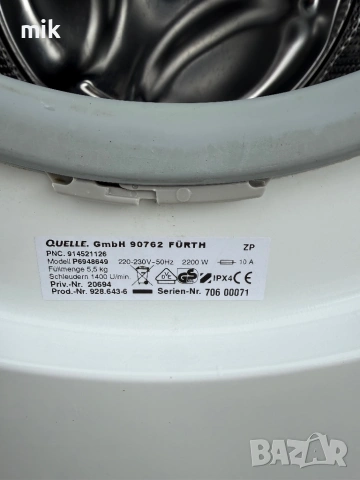 mik
QUELLE. GmbH 90762 FÜRTH ZP
PNC. 914521126
Modell P6948649 220-230V~50Hz 2200 W 10 A
Füllmenge 5,5 kg
Schleudern 1400 U/min
Priv.-Nr. 20694
Prod.-Nr. 928.643-6 Serien-Nr. 706 00071
IPX4 CE
BAZAR